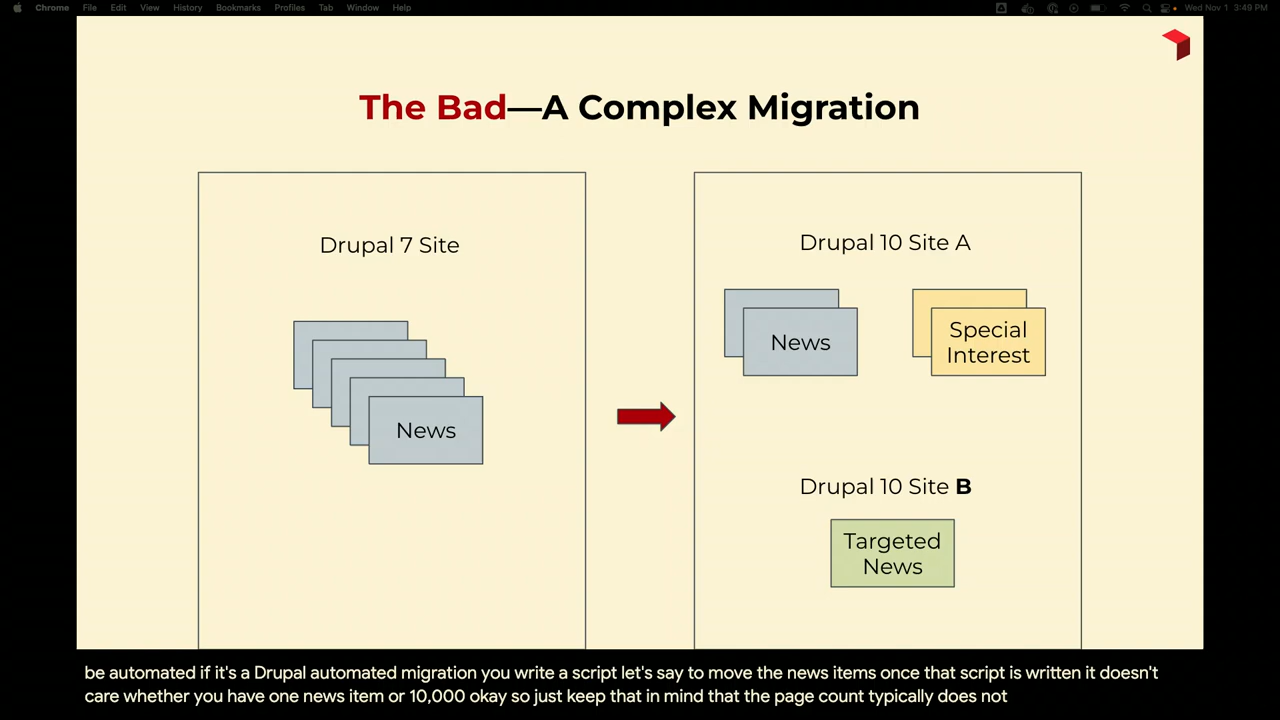 Chrome File Edit View History Bookmarks Profiles Tab Window Help Wed Nov 1 3:49 PM
The Bad—A Complex Migration
Drupal 7 Site
News
Drupal 10 Site A
News
Special
Interest
Drupal 10 Site B
Targeted
News
be automated if it's a Drupal automated migration you write a script let's say to move the news items once that script is written it doesn't
care whether you have one news item or 10,000 okay so just keep that in mind that the page count typically does not